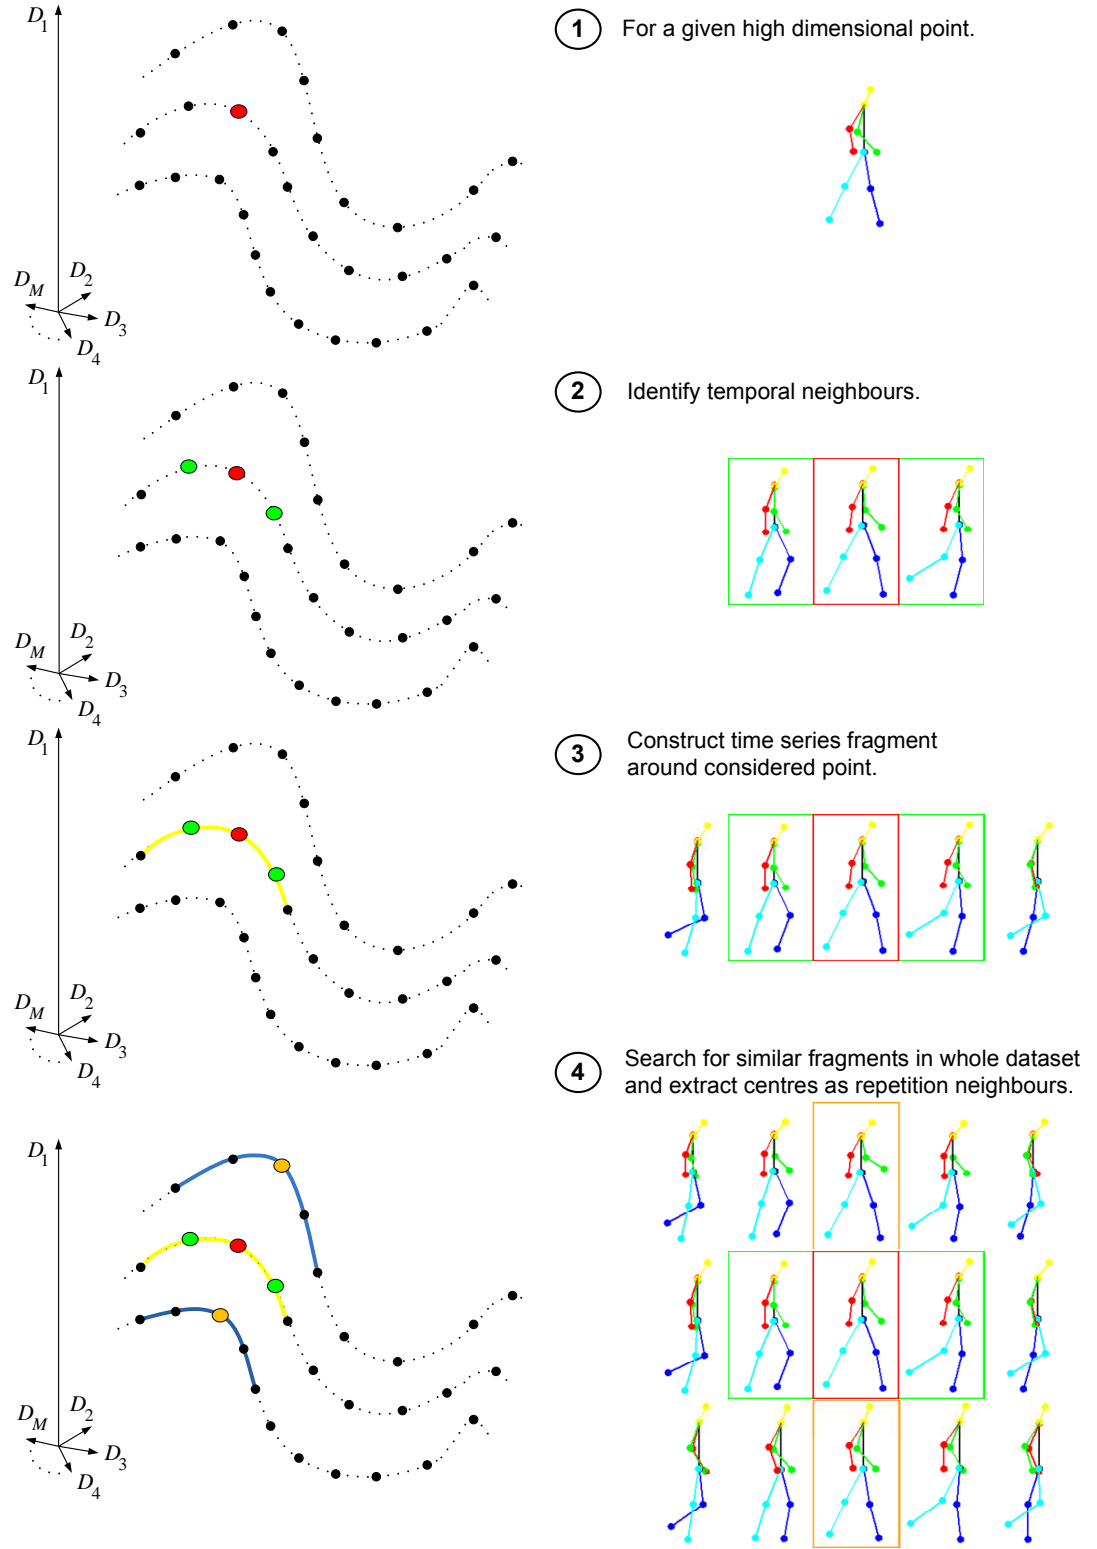 D1
1 For a given high dimensional point.
D2
DM
D3
D4
D1
2 Identify temporal neighbours.
D2
DM
D3
D4
D1
3 Construct time series fragment
around considered point.
D2
DM
D3
D4
4 Search for similar fragments in whole dataset
and extract centres as repetition neighbours.
D1
D2
DM
D3
D4